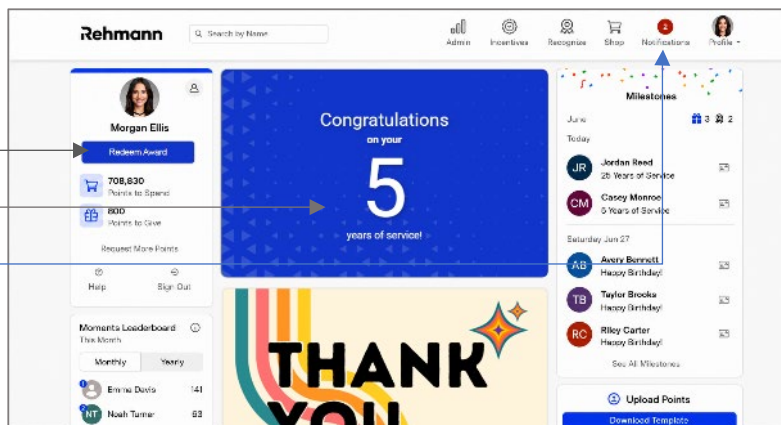 Rehmann
Search by Name
Admin
Incentives
Recognize
Shop
2
Notifications
Profile
Morgan Ellis
Redeem Award
708,830
Points to Spend
800
Points to Give
Request More Points
Help
Sign Out
Moments Leaderboard
This Month
Monthly
Yearly
1
Emma Davis
141
2
NT
Noah Turner
63
Congratulations
on your
5
years of service!
THANK
YOU
Milestones
June
3
2
Today
JR
Jordan Reed
25 Years of Service
CM
Casey Monroe
5 Years of Service
Saturday Jun 27
AB
Avery Bennett
Happy Birthday!
TB
Taylor Brooks
Happy Birthday!
RC
Riley Carter
Happy Birthday!
See All Milestones
Upload Points
Download Template